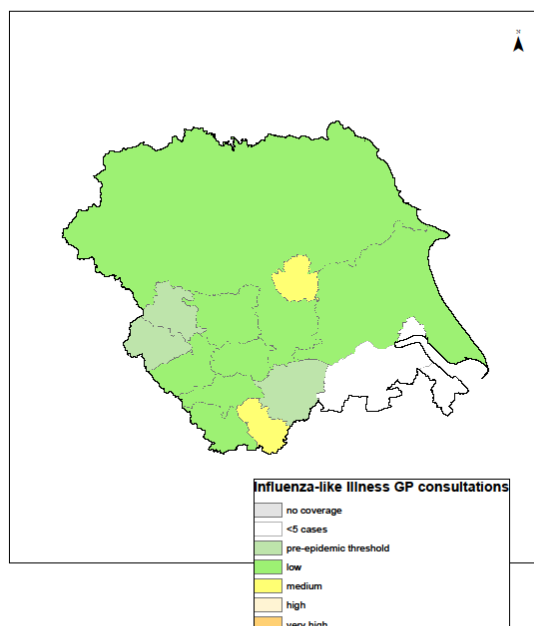 N
Influenza-like Illness GP consultations
no coverage
<5 cases
pre-epidemic threshold
low
medium
high
very high